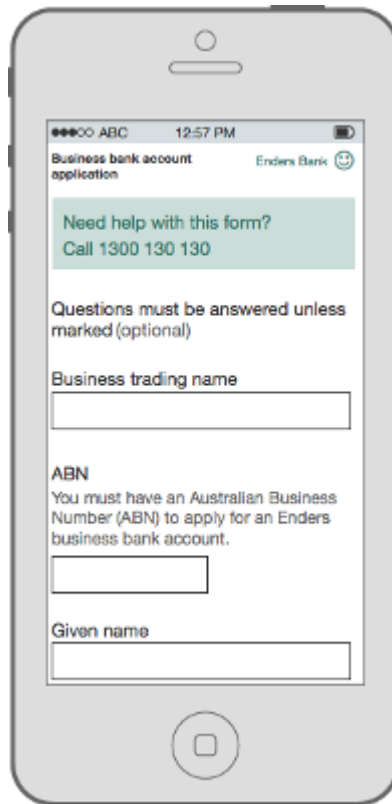 ABC 12:57 PM
Business bank account
application
Enders Bank
Need help with this form?
Call 1300 130 130
Questions must be answered unless
marked (optional)
Business trading name
ABN
You must have an Australian Business
Number (ABN) to apply for an Enders
business bank account.
Given name